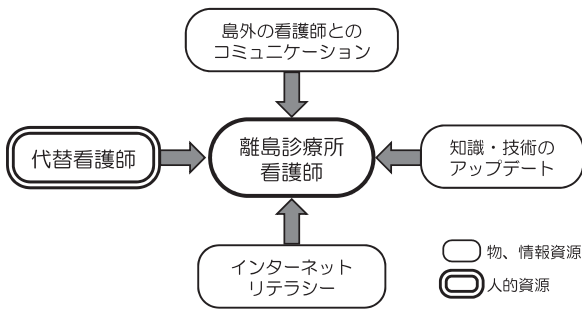 島外の看護師との
コミュニケーション
代替看護師
離島診療所
看護師
知識・技術の
アップデート
インターネット
リテラシー
物、情報資源
人的資源